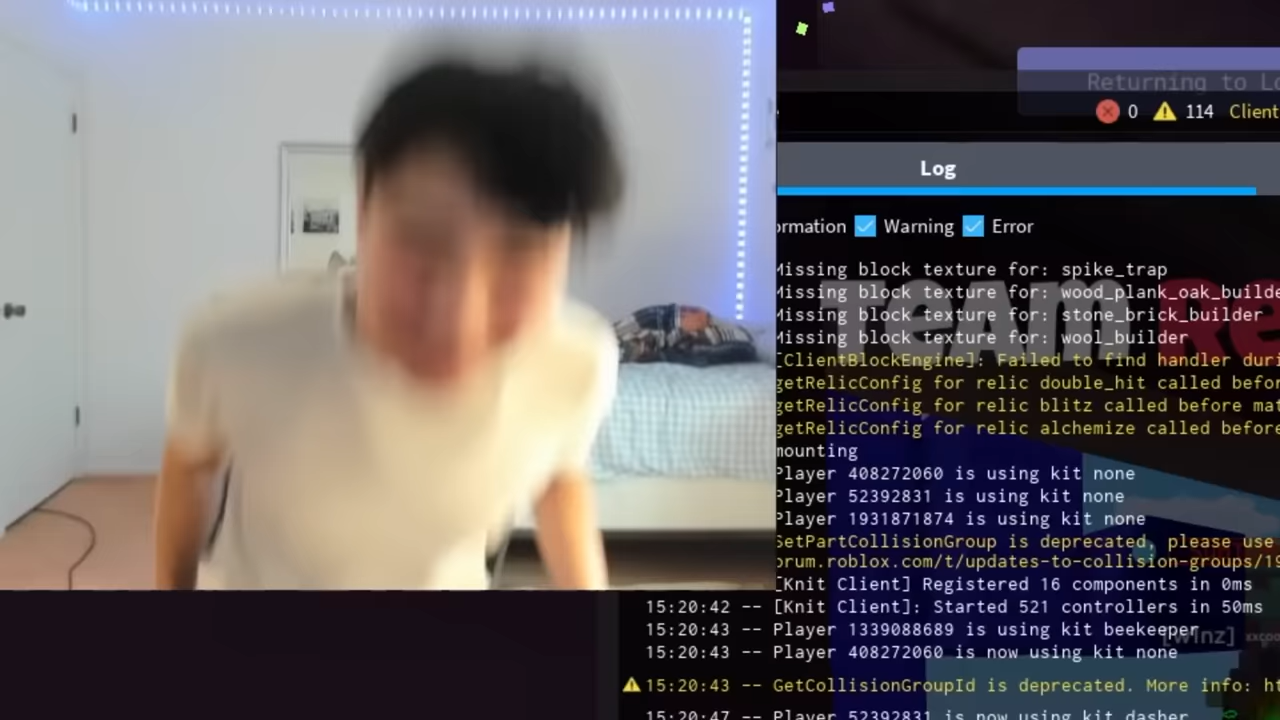 Returning to Lo
0 114 Client
Log
ormation Warning Error
Missing block texture for: spike_trap
Missing block texture for: wood_plank_oak_builde
Missing block texture for: stone_brick_builder
Missing block texture for: wool_builder
TEAM Re
[ClientBlockEngine]: Failed to find handler duri
getRelicConfig for relic double_hit called befor
getRelicConfig for relic blitz called before mat
getRelicConfig for relic alchemize called before
mounting
Player 408272060 is using kit none
Player 52392831 is using kit none
Player 1931871874 is using kit none
SetPartCollisionGroup is deprecated, please use
orum.roblox.com/t/updates-to-collision-groups/19
[Knit Client] Registered 16 components in 0ms
15:20:42 -- [Knit Client]: Started 521 controllers in 50ms
15:20:43 -- Player 1339088689 is using kit beekeeper
[Winz]
15:20:43 -- Player 408272060 is now using kit none
15:20:43 -- GetCollisionGroupId is deprecated. More info: ht
15:20:47 -- Player 52392831 is now using kit dasher